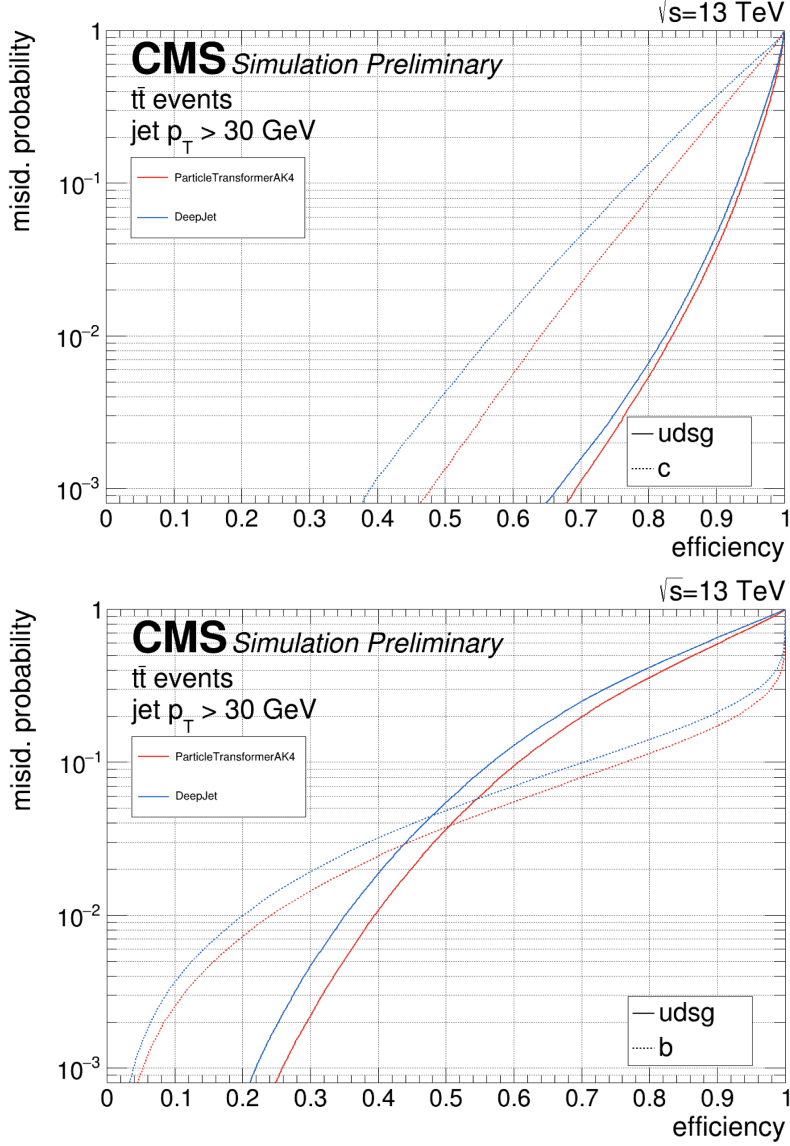 √s=13 TeV
CMS Simulation Preliminary
tt̄ events
jet p_T > 30 GeV
ParticleTransformerAK4
DeepJet
misid. probability
1
10⁻¹
10⁻²
10⁻³
udsg
c
0 0.1 0.2 0.3 0.4 0.5 0.6 0.7 0.8 0.9 1
efficiency
√s=13 TeV
CMS Simulation Preliminary
tt̄ events
jet p_T > 30 GeV
ParticleTransformerAK4
DeepJet
misid. probability
1
10⁻¹
10⁻²
10⁻³
udsg
b
0 0.1 0.2 0.3 0.4 0.5 0.6 0.7 0.8 0.9 1
efficiency